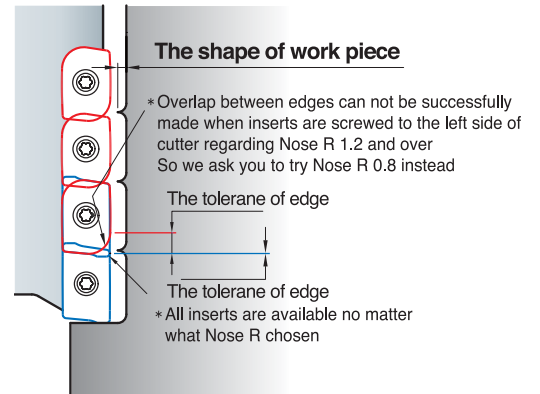 The shape of work piece
*Overlap between edges can not be successfully
made when inserts are screwed to the left side of
cutter regarding Nose R 1.2 and over
So we ask you to try Nose R 0.8 instead
The tolerane of edge
The tolerane of edge
*All inserts are available no matter
what Nose R chosen